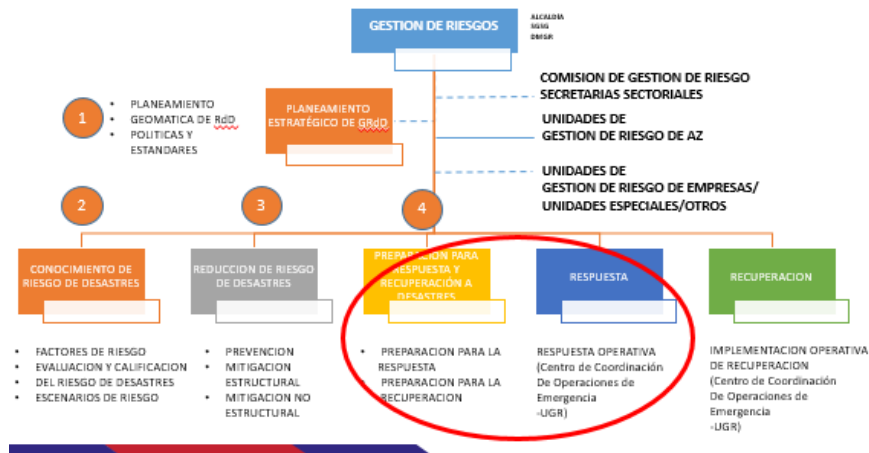 GESTION DE RIESGOS
ALCALDÍA
SGSG
DMGR
COMISION DE GESTION DE RIESGO
SECRETARIAS SECTORIALES
UNIDADES DE
GESTION DE RIESGO DE AZ
UNIDADES DE
GESTION DE RIESGO DE EMPRESAS/
UNIDADES ESPECIALES/OTROS
1
• PLANEAMIENTO
• GEOMATICA DE RdD
• POLITICAS Y
ESTANDARES
PLANEAMIENTO
ESTRATÉGICO DE GRdD
2
3
4
CONOCIMIENTO DE
RIESGO DE DESASTRES
• FACTORES DE RIESGO
• EVALUACION Y CALIFICACION
• DEL RIESGO DE DESASTRES
• ESCENARIOS DE RIESGO
REDUCCION DE RIESGO
DE DESASTRES
• PREVENCION
• MITIGACION
ESTRUCTURAL
• MITIGACION NO
ESTRUCTURAL
PREPARACION PARA
RESPUESTA Y
RECUPERACIÓN A
DESASTRES
• PREPARACION PARA LA
RESPUESTA
• PREPARACION PARA LA
RECUPERACION
RESPUESTA
RESPUESTA OPERATIVA
(Centro de Coordinación
De Operaciones de
Emergencia
-UGR)
RECUPERACION
IMPLEMENTACION OPERATIVA
DE RECUPERACION
(Centro de Coordinación
De Operaciones de
Emergencia
-UGR)